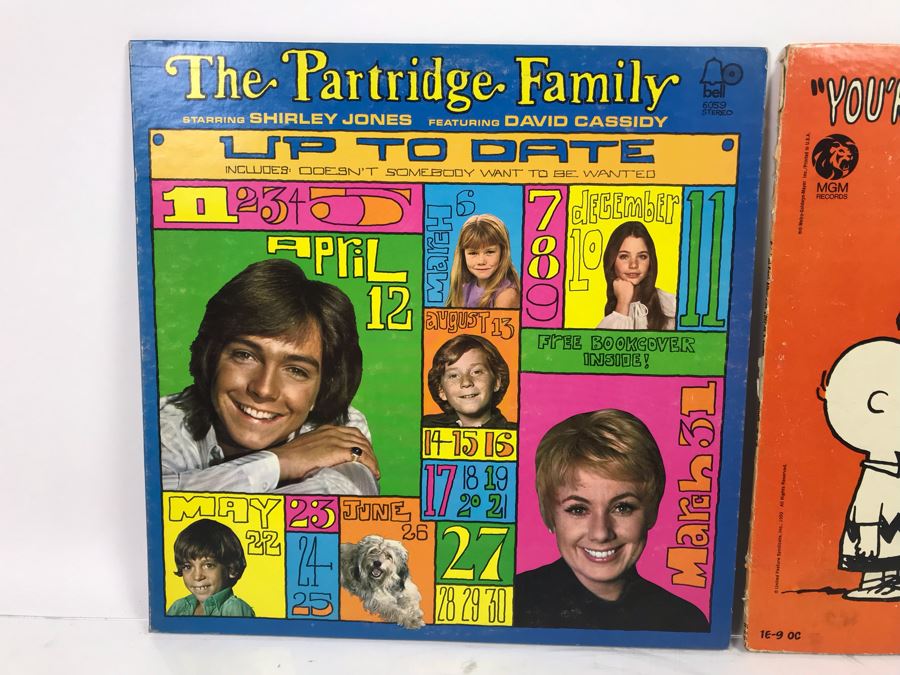 The Partridge Family
bell
6059
STEREO
STARRING SHIRLEY JONES FEATURING DAVID CASSIDY
UP TO DATE
INCLUDES: DOESN'T SOMEBODY WANT TO BE WANTED
1 2 3 4 5
APRIL
12
MARCH 6
7
8
9
DECEMBER
10
11
AUGUST 13
FREE BOOKCOVER
INSIDE!
14 15 16
17 18 19
20 21
MARCH 31
MAY
22
23
24
25
JUNE
26
27
28 29 30
"YOU'R
MGM
RECORDS
1E-9 OC